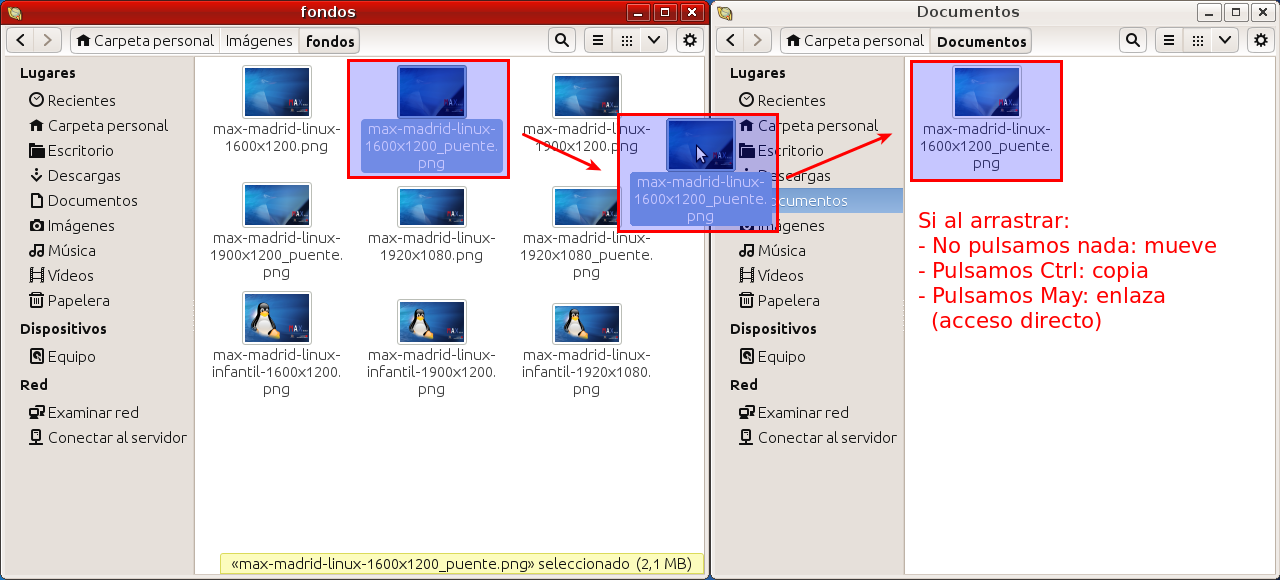 fondos
Carpeta personal
Imágenes
fondos
Lugares
Recientes
Carpeta personal
Escritorio
Descargas
Documentos
Imágenes
Música
Vídeos
Papelera
Dispositivos
Equipo
Red
Examinar red
Conectar al servidor
max-madrid-linux-
1600x1200.png
max-madrid-linux-
1600x1200_puente.
png
max-madrid-linux-
1900x1200.png
max-madrid-linux-
1900x1200_puente.
png
max-madrid-linux-
1920x1080.png
max-madrid-linux-
1920x1080_puente.
png
max-madrid-linux-
infantil-1600x1200.
png
max-madrid-linux-
infantil-1900x1200.
png
max-madrid-linux-
infantil-1920x1080.
png
«max-madrid-linux-1600x1200_puente.png» seleccionado (2,1 MB)
max-madrid-linux-
1600x1200_puente.
png
Documentos
Carpeta personal
Documentos
Lugares
Recientes
Carpeta personal
Escritorio
Descargas
ocumentos
Imágenes
Música
Vídeos
Papelera
Dispositivos
Equipo
Red
Examinar red
Conectar al servidor
max-madrid-linux-
1600x1200_puente.
png
Si al arrastrar:
- No pulsamos nada: mueve
- Pulsamos Ctrl: copia
- Pulsamos May: enlaza
(acceso directo)